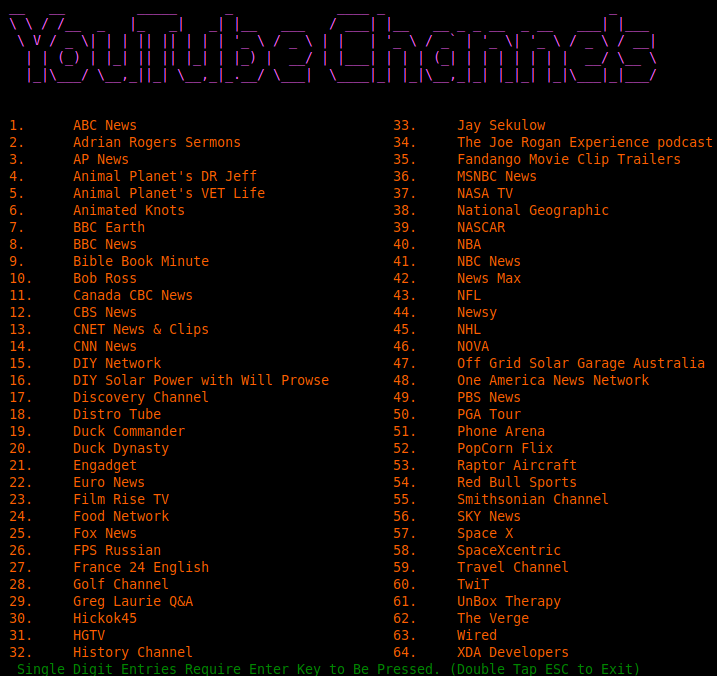 YouTube Channels
1. ABC News
2. Adrian Rogers Sermons
3. AP News
4. Animal Planet's DR Jeff
5. Animal Planet's VET Life
6. Animated Knots
7. BBC Earth
8. BBC News
9. Bible Book Minute
10. Bob Ross
11. Canada CBC News
12. CBS News
13. CNET News & Clips
14. CNN News
15. DIY Network
16. DIY Solar Power with Will Prowse
17. Discovery Channel
18. Distro Tube
19. Duck Commander
20. Duck Dynasty
21. Engadget
22. Euro News
23. Film Rise TV
24. Food Network
25. Fox News
26. FPS Russian
27. France 24 English
28. Golf Channel
29. Greg Laurie Q&A
30. Hickok45
31. HGTV
32. History Channel
33. Jay Sekulow
34. The Joe Rogan Experience podcast
35. Fandango Movie Clip Trailers
36. MSNBC News
37. NASA TV
38. National Geographic
39. NASCAR
40. NBA
41. NBC News
42. News Max
43. NFL
44. Newsy
45. NHL
46. NOVA
47. Off Grid Solar Garage Australia
48. One America News Network
49. PBS News
50. PGA Tour
51. Phone Arena
52. PopCorn Flix
53. Raptor Aircraft
54. Red Bull Sports
55. Smithsonian Channel
56. SKY News
57. Space X
58. SpaceXcentric
59. Travel Channel
60. TwiT
61. UnBox Therapy
62. The Verge
63. Wired
64. XDA Developers
Single Digit Entries Require Enter Key to Be Pressed. (Double Tap ESC to Exit)